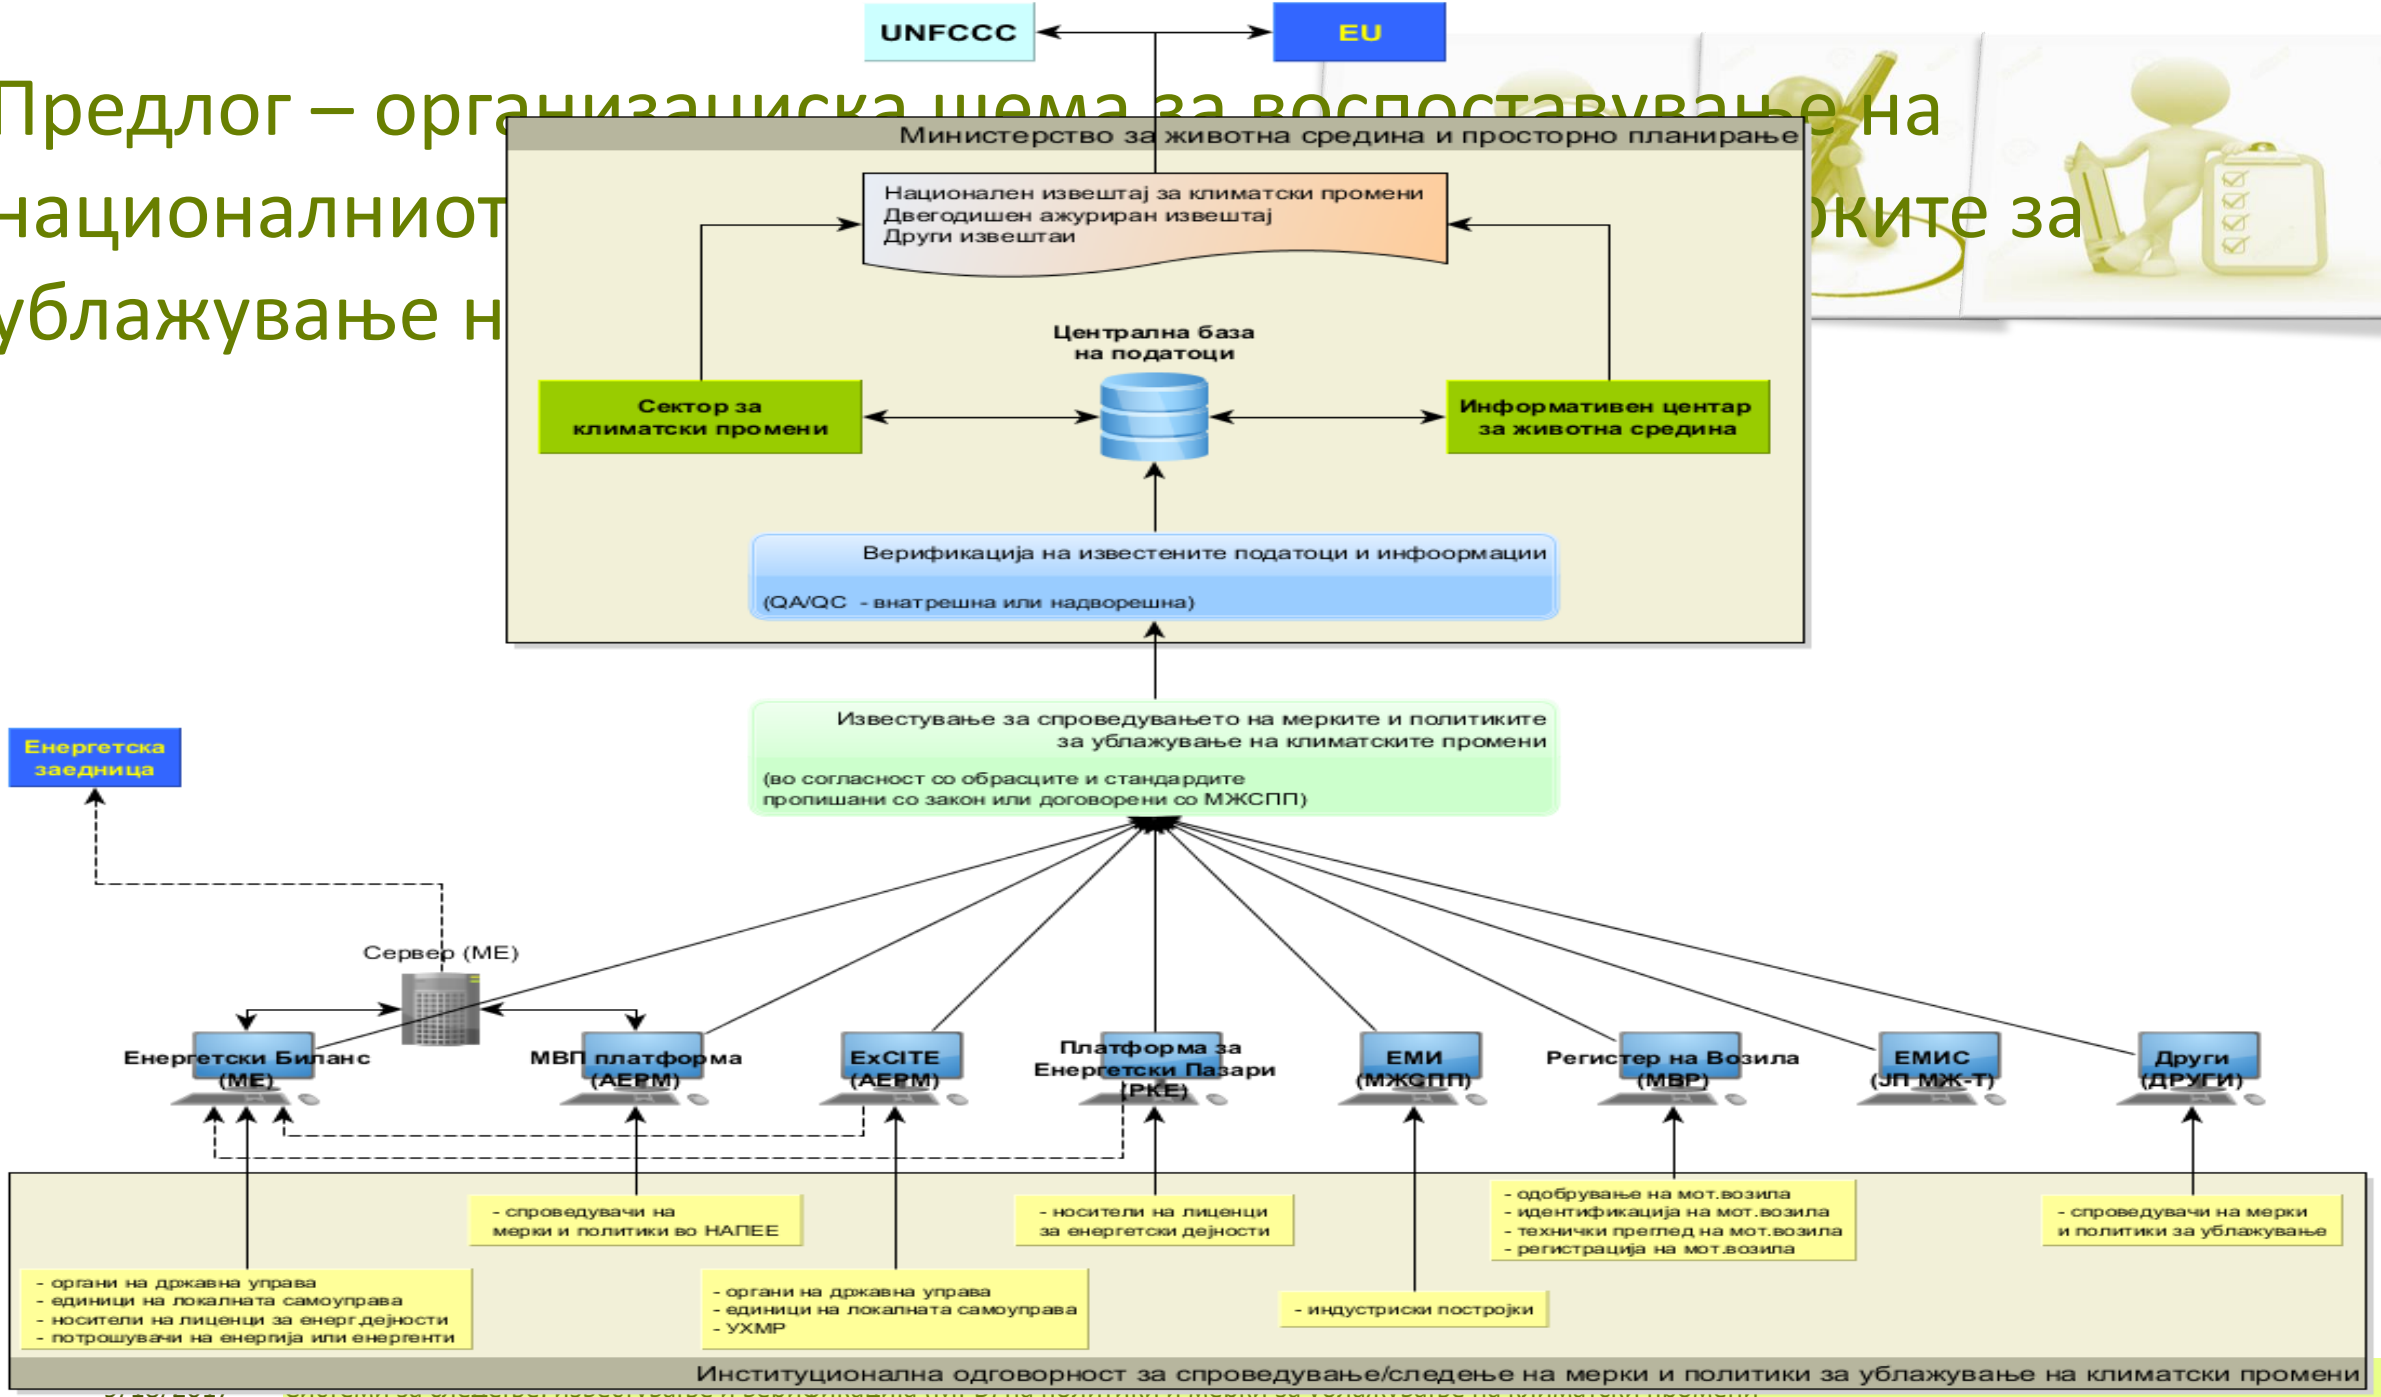 UNFCCC
EU
Предлог – организациска шема за воспоставување на
националниот
ките за
ублажување
Министерство за животна средина и просторно планирање
Национален извештај за климатски промени
Двегодишен ажуриран извештај
Други извештаи
Централна база
на податоци
Сектор за
климатски промени
Информативен центар
за животна средина
Верификација на известените податоци и инфоормации
(QA/QC - внатрешна или надворешна)
Известување за спроведувањето на мерките и политиките
за ублажување на климатските промени
(во согласност со обрасците и стандардите
пропишани со закон или договорени со МЖСПП)
Енергетска
заедница
Сервер (МЕ)
Енергетски Биланс
(МЕ)
МВП платформа
(АЕРМ)
ExCITE
(АЕРМ)
Платформа за
Енергетски Пазари
(РКЕ)
ЕМИ
(МЖСПП)
Регистер на Возила
(МВР)
ЕМИС
(ЈП МЖ-Т)
Други
(ДРУГИ)
- спроведувачи на
мерки и политики во НАПЕЕ
- носители на лиценци
за енергетски дејности
- одобрување на мот.возила
- идентификација на мот.возила
- технички преглед на мот.возила
- регистрација на мот.возила
- спроведувачи на мерки
и политики за ублажување
- органи на државна управа
- единици на локалната самоуправа
- носители на лиценци за енерг.дејности
- потрошувачи на енергија или енергенти
- органи на државна управа
- единици на локалната самоуправа
- УХМР
- индустриски постројки
Институционална одговорност за спроведување/следење на мерки и политики за ублажување на климатски промени